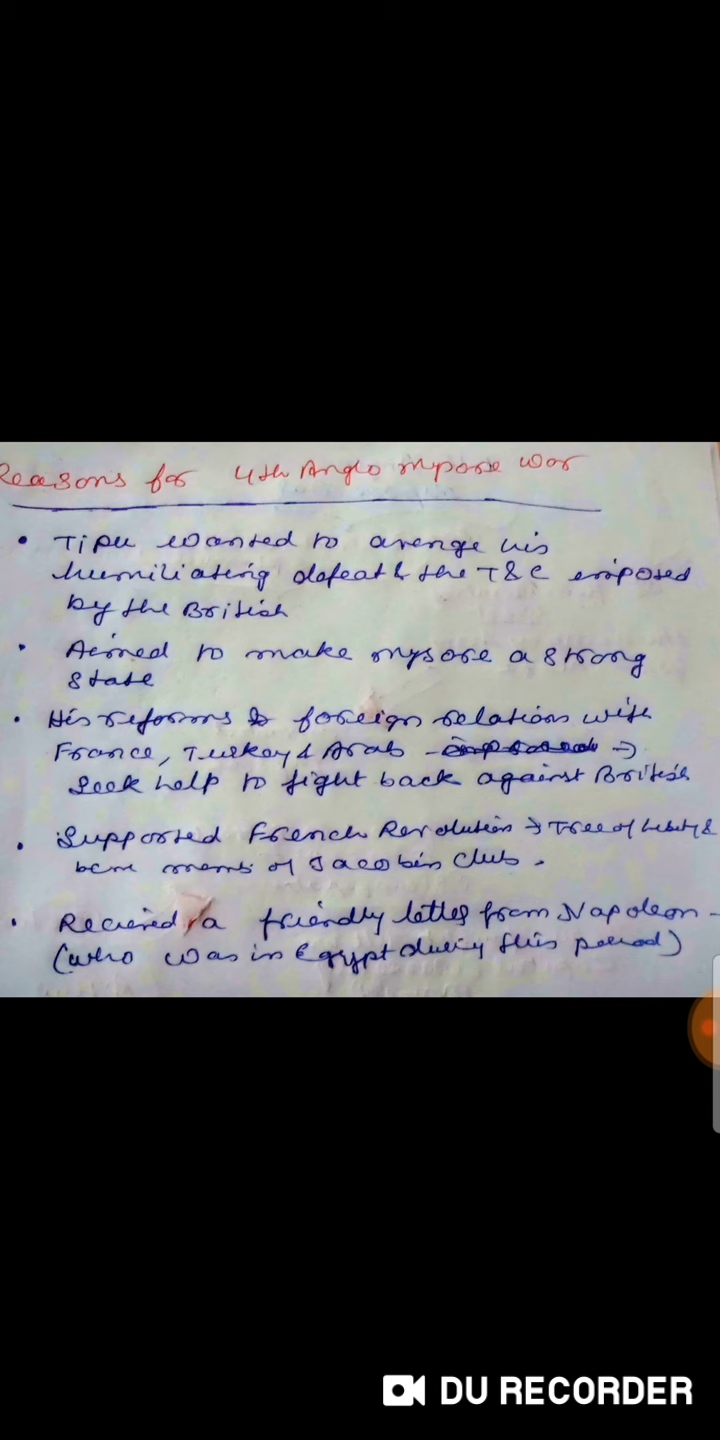 Reasons for 4th Anglo mysore war
• Tipu wanted to avenge his
humiliating defeat & the T&C imposed
by the British
• Aimed to make mysore a strong
state
• His reforms & foreign relations with
France, Turkey & Arab →
Seek help to fight back against British
• Supported French Revolution → Tree of Liberty &
bcm mems of Jacobin Club.
• Recieved a friendly letter from Napoleon -
(who was in Egypt during this period)
DU RECORDER